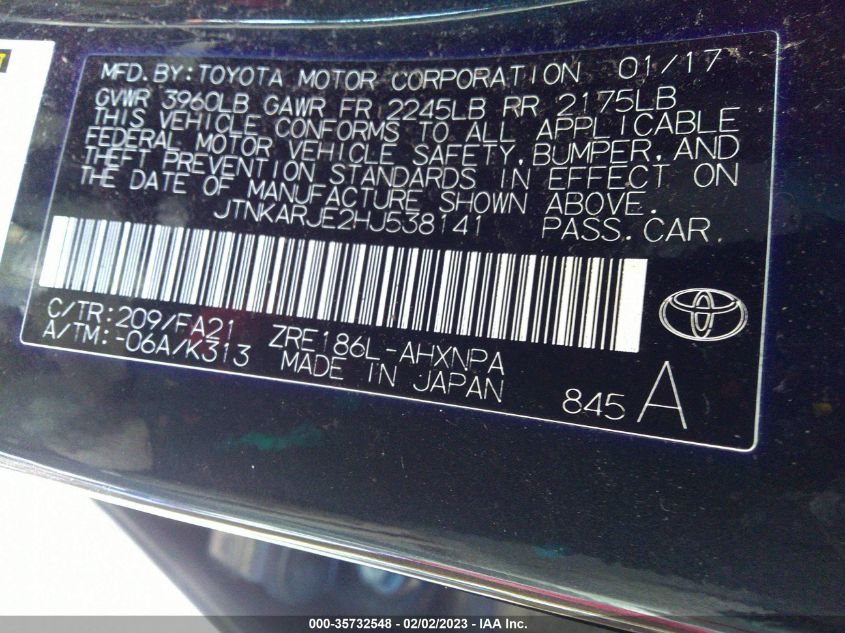 MFD.BY:TOYOTA MOTOR CORPORATION 01/17
GVWR 3960LB GAWR FR 2245LB RR 2175LB
THIS VEHICLE CONFORMS TO ALL APPLICABLE
FEDERAL MOTOR VEHICLE SAFETY,BUMPER,AND
THEFT PREVENTION STANDARDS IN EFFECT ON
THE DATE OF MANUFACTURE SHOWN ABOVE.
JTNKARJE2HJ538141 PASS.CAR.
C/TR:209/FA21 ZRE186L-AHXNPA
A/TM:-06A/K313 MADE IN JAPAN
845 A
000-35732548 - 02/02/2023 - IAA Inc.